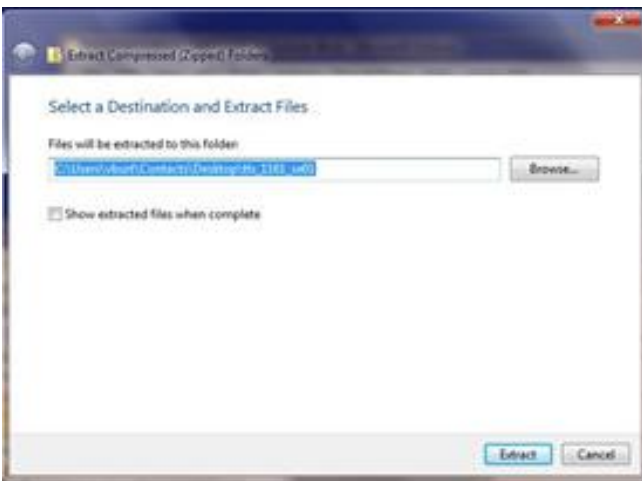 Extract Compressed (Zipped) Folders
Select a Destination and Extract Files
Files will be extracted to this folder:
Browse...
Show extracted files when complete
Extract
Cancel